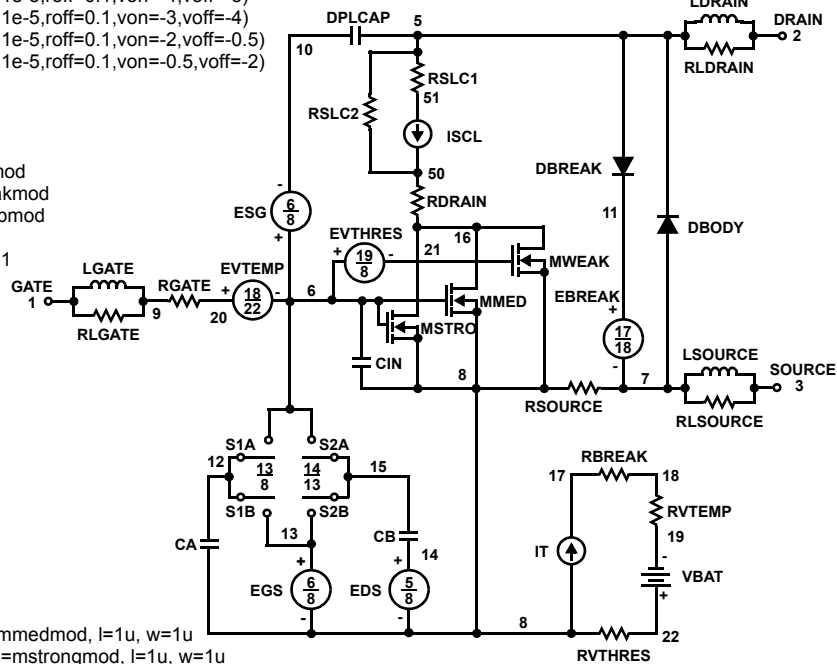 1e-5,roff=0.1,von=-3,voff=-4)
1e-5,roff=0.1,von=-2,voff=-0.5)
1e-5,roff=0.1,von=-0.5,voff=-2)
DPLCAP
5
10
DRAIN
2
RLDRAIN
RSLC1
51
RSLC2
ISCL
50
RDRAIN
DBREAK
11
DBODY
ESG
6
8
-
+
EVTHRES
+
19
8
-
21
16
MWEAK
EBREAK
+
17
18
-
GATE
1
LGATE
RLGATE
9
RGATE
20
EVTEMP
+
18
22
-
6
MMED
MSTRO
CIN
8
RSOURCE
7
LSOURCE
RLSOURCE
SOURCE
3
S1A
S2A
12
13
8
14
13
15
S1B
S2B
13
CA
CB
14
EGS
+
6
8
-
EDS
+
5
8
-
8
RBREAK
17
18
RVTEMP
19
IT
-
VBAT
+
22
RVTHRES
mmedmod, l=1u, w=1u
=mstrongmod, l=1u, w=1u